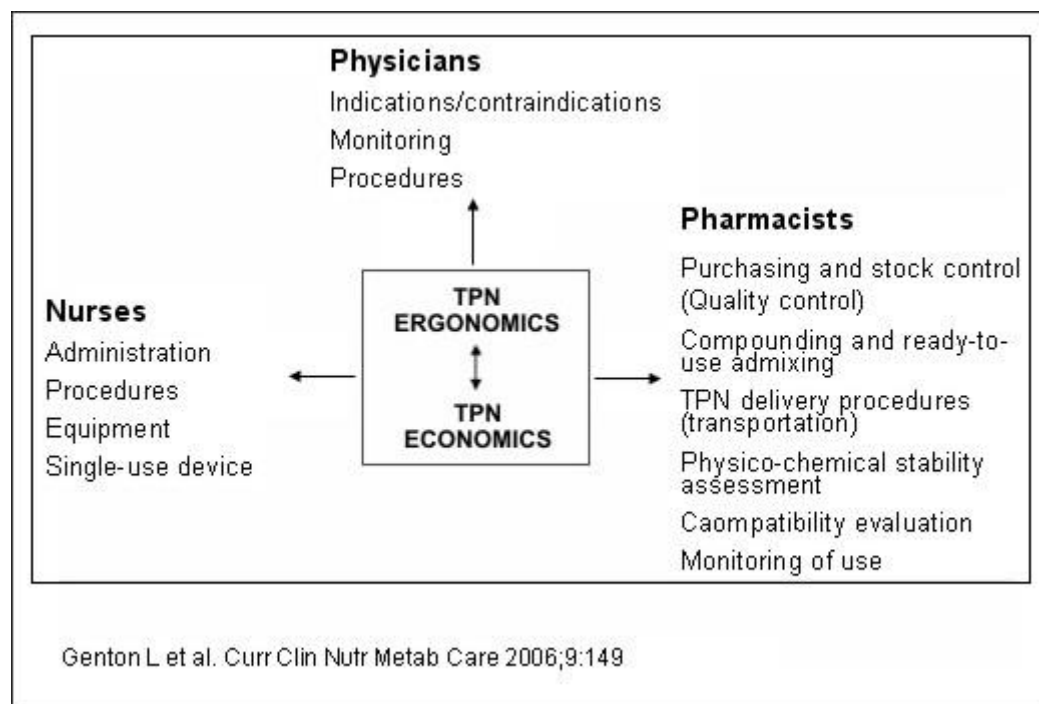 Physicians
Indications/contraindications
Monitoring
Procedures
Nurses
Administration
Procedures
Equipment
Single-use device
TPN
ERGONOMICS
TPN
ECONOMICS
Pharmacists
Purchasing and stock control
(Quality control)
Compounding and ready-to-
use admixing
TPN delivery procedures
(transportation)
Physico-chemical stability
assessment
Caompatibility evaluation
Monitoring of use
Genton L et al. Curr Clin Nutr Metab Care 2006;9:149